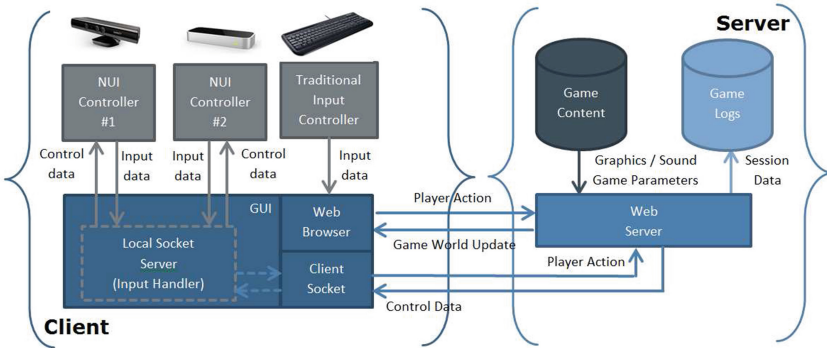 Server
NUI
Controller
#1
NUI
Controller
#2
Traditional
Input
Controller
Game
Content
Game
Logs
Control
data
Input
data
Input
data
Control
data
Input
data
Graphics / Sound
Game Parameters
Session
Data
GUI
Web
Browser
Player Action
Game World Update
Web
Server
Local Socket
Server
(Input Handler)
Client
Socket
Player Action
Control Data
Client